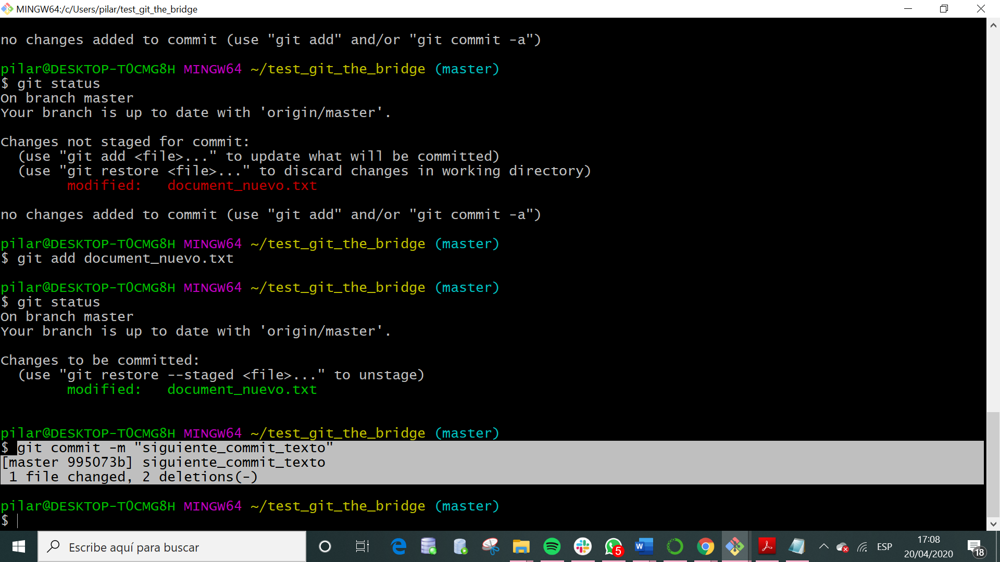 MINGW64:/c/Users/pilar/test_git_the_bridge
no changes added to commit (use "git add" and/or "git commit -a")
pilar@DESKTOP-T0CMG8H MINGW64 ~/test_git_the_bridge (master)
$ git status
On branch master
Your branch is up to date with 'origin/master'.
Changes not staged for commit:
  (use "git add <file>..." to update what will be committed)
  (use "git restore <file>..." to discard changes in working directory)
        modified:   document_nuevo.txt
no changes added to commit (use "git add" and/or "git commit -a")
pilar@DESKTOP-T0CMG8H MINGW64 ~/test_git_the_bridge (master)
$ git add document_nuevo.txt
pilar@DESKTOP-T0CMG8H MINGW64 ~/test_git_the_bridge (master)
$ git status
On branch master
Your branch is up to date with 'origin/master'.
Changes to be committed:
  (use "git restore --staged <file>..." to unstage)
        modified:   document_nuevo.txt
pilar@DESKTOP-T0CMG8H MINGW64 ~/test_git_the_bridge (master)
$ git commit -m "siguiente_commit_texto"
[master 995073b] siguiente_commit_texto
 1 file changed, 2 deletions(-)
pilar@DESKTOP-T0CMG8H MINGW64 ~/test_git_the_bridge (master)
$
Escribe aquí para buscar
5
W
ESP
17:08
20/04/2020
18